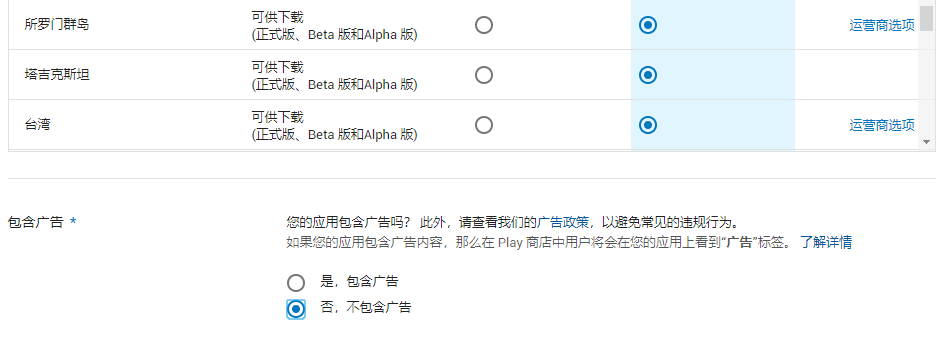 所罗门群岛
可供下载
(正式版、Beta 版和Alpha 版)
运营商选项
塔吉克斯坦
可供下载
(正式版、Beta 版和Alpha 版)
台湾
可供下载
(正式版、Beta 版和Alpha 版)
运营商选项
包含广告 *
您的应用包含广告吗？ 此外，请查看我们的广告政策，以避免常见的违规行为。
如果您的应用包含广告内容，那么在 Play 商店中用户将会在您的应用上看到“广告”标签。 了解详情
是，包含广告
否，不包含广告